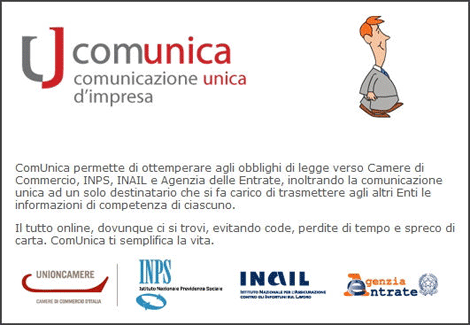 comunica
comunicazione unica
d'impresa
ComUnica permette di ottemperare agli obblighi di legge verso Camere di
Commercio, INPS, INAIL e Agenzia delle Entrate, inoltrando la comunicazione
unica ad un solo destinatario che si fa carico di trasmettere agli altri Enti le
informazioni di competenza di ciascuno.
Il tutto online, dovunque ci si trovi, evitando code, perdite di tempo e spreco di
carta. ComUnica ti semplifica la vita.
UNIONCAMERE
CAMERE DI COMMERCIO D'ITALIA
INPS
Istituto Nazionale Previdenza Sociale
INAIL
ISTITUTO NAZIONALE PER L'ASSICURAZIONE
CONTRO GLI INFORTUNI SUL LAVORO
Agenzia
Entrate